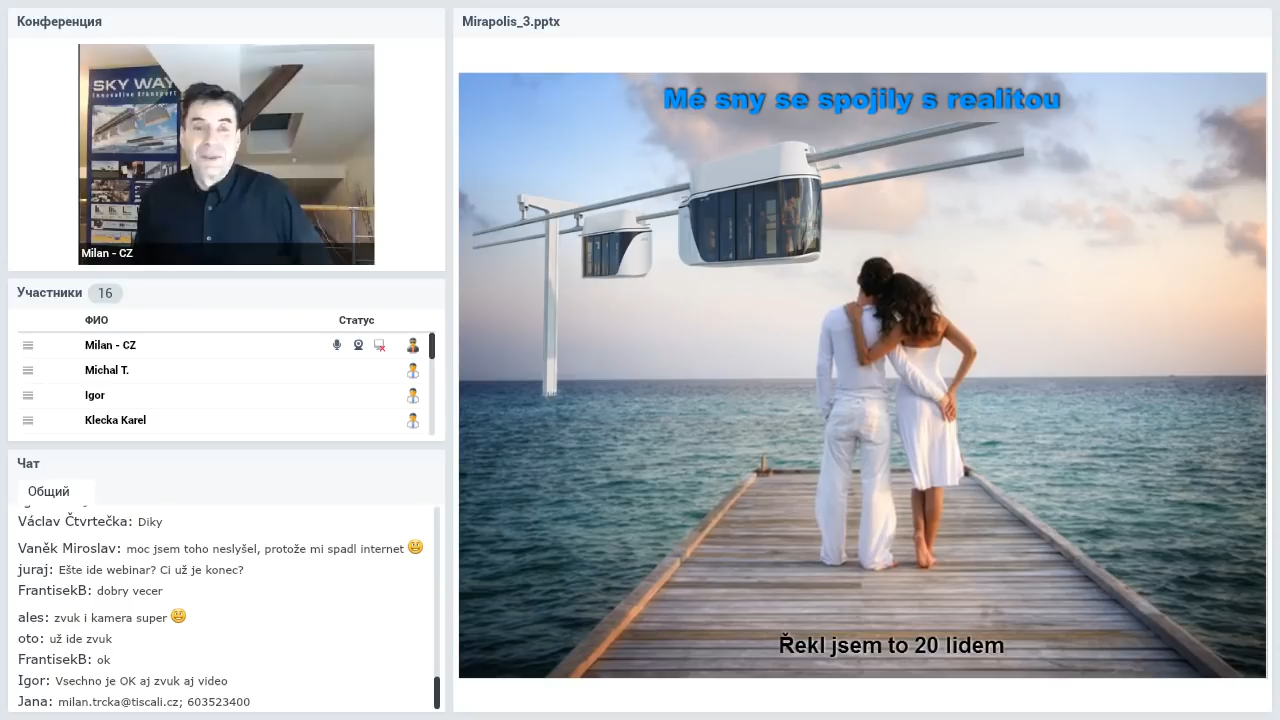 Конференция
SKY WAY
Innovative transport
Milan - CZ
Участники 16
ФИО Статус
Milan - CZ
Michal T.
Igor
Klecka Karel
Чат
Общий
Václav Čtvrtečka: Diky
Vaněk Miroslav: moc jsem toho neslyšel, protože mi spadl internet
juraj: Ešte ide webinar? Ci už je konec?
FrantisekB: dobry vecer
ales: zvuk i kamera super
oto: už ide zvuk
FrantisekB: ok
Igor: Vsechno je OK aj zvuk aj video
Jana: milan.trcka@tiscali.cz; 603523400
Mirapolis_3.pptx
Mé sny se spojily s realitou
Řekl jsem to 20 lidem